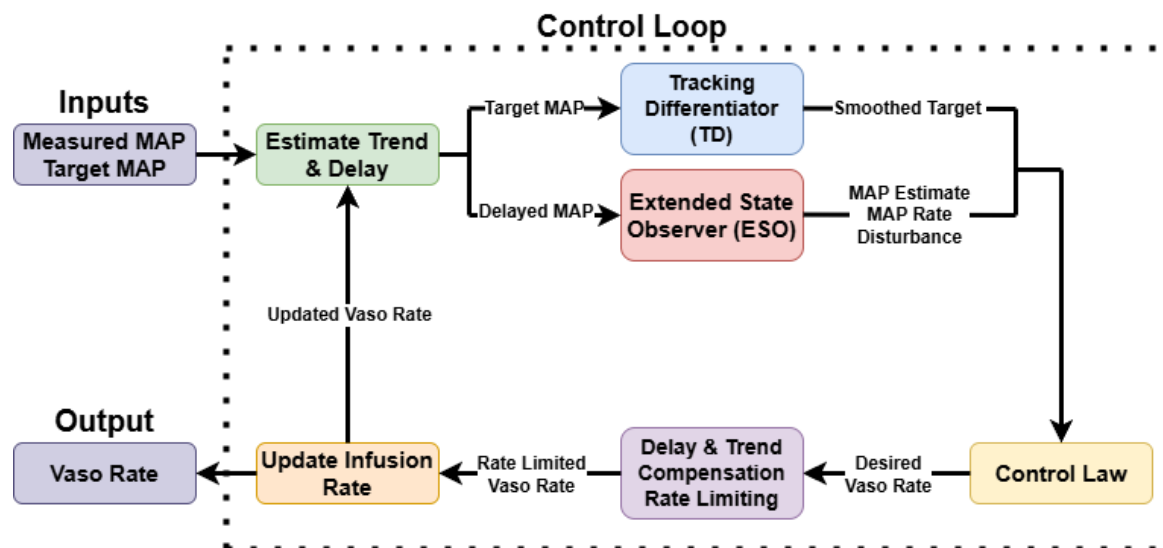 Control Loop
Inputs
Measured MAP
Target MAP
Estimate Trend
& Delay
Target MAP
Tracking
Differentiator
(TD)
Smoothed Target
Delayed MAP
Extended State
Observer (ESO)
MAP Estimate
MAP Rate
Disturbance
Updated Vaso Rate
Output
Vaso Rate
Update Infusion
Rate
Rate Limited
Vaso Rate
Delay & Trend
Compensation
Rate Limiting
Desired
Vaso Rate
Control Law